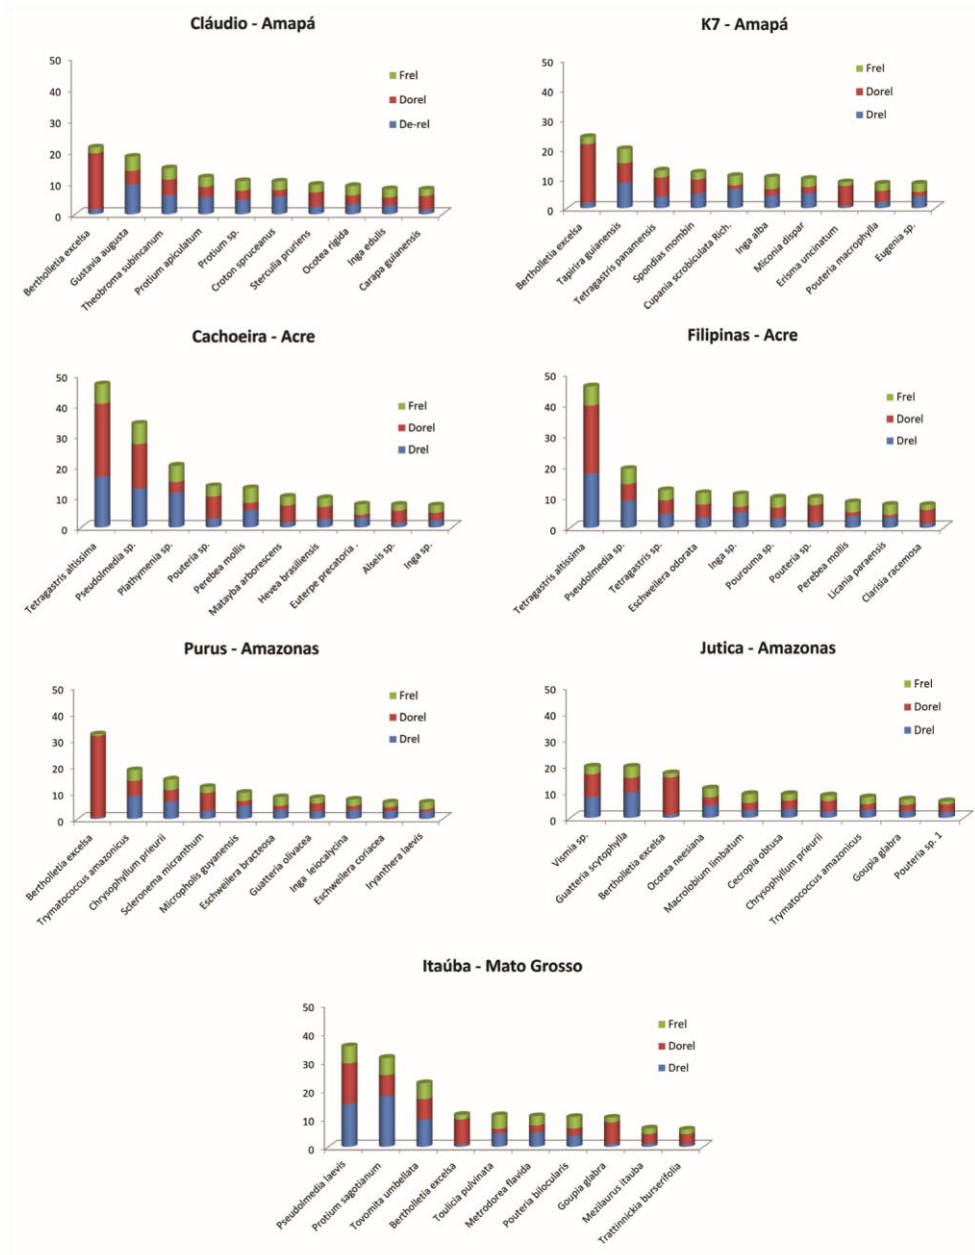 Cláudio - Amapá
50
40
30
20
10
0
Frel
Dorel
De-rel
Bertholletia excelsa
Gustavia augusta
Theobroma subincanum
Protium apiculatum
Protium sp.
Croton spruceanus
Sterculia pruriens
Ocotea rigida
Inga edulis
Carapa guianensis
K7 - Amapá
50
40
30
20
10
0
Frel
Dorel
Drel
Bertholletia excelsa
Tapirira guianensis
Tetragastris panamensis
Spondias mombin
Cupania scrobiculata Rich.
Inga alba
Miconia dispar
Erisma uncinatum
Pouteria macrophylla
Eugenia sp.
Cachoeira - Acre
50
40
30
20
10
0
Frel
Dorel
Drel
Tetragastris altissima
Pseudolmedia sp.
Plathymenia sp.
Pouteria sp.
Perebea mollis
Matayba arborescens
Hevea brasiliensis
Euterpe precatoria .
Alseis sp.
Inga sp.
Filipinas - Acre
50
40
30
20
10
0
Frel
Dorel
Drel
Tetragastris altissima
Pseudolmedia sp.
Tetragastris sp.
Eschweilera odorata
Inga sp.
Pourouma sp.
Pouteria sp.
Perebea mollis
Licania paraensis
Clarisia racemosa
Purus - Amazonas
50
40
30
20
10
0
Frel
Dorel
Drel
Bertholletia excelsa
Trymatococcus amazonicus
Chrysophyllum prieurii
Scleronema micranthum
Micropholis guyanensis
Eschweilera bracteosa
Guatteria olivacea
Inga leiocalycina
Eschweilera coriacea
Iryanthera laevis
Jutica - Amazonas
50
40
30
20
10
0
Frel
Dorel
Drel
Vismia sp.
Guatteria scytophylla
Bertholletia excelsa
Ocotea neesiana
Macrolobium limbatum
Cecropia obtusa
Chrysophyllum prieurii
Trymatococcus amazonicus
Goupia glabra
Pouteria sp. 1
Itaúba - Mato Grosso
50
40
30
20
10
0
Frel
Dorel
Drel
Pseudolmedia laevis
Protium sagotianum
Tovomita umbellata
Bertholletia excelsa
Toulicia pulvinata
Metrodorea flavida
Pouteria bilocularis
Goupia glabra
Mezilaurus itauba
Trattinnickia burserifolia